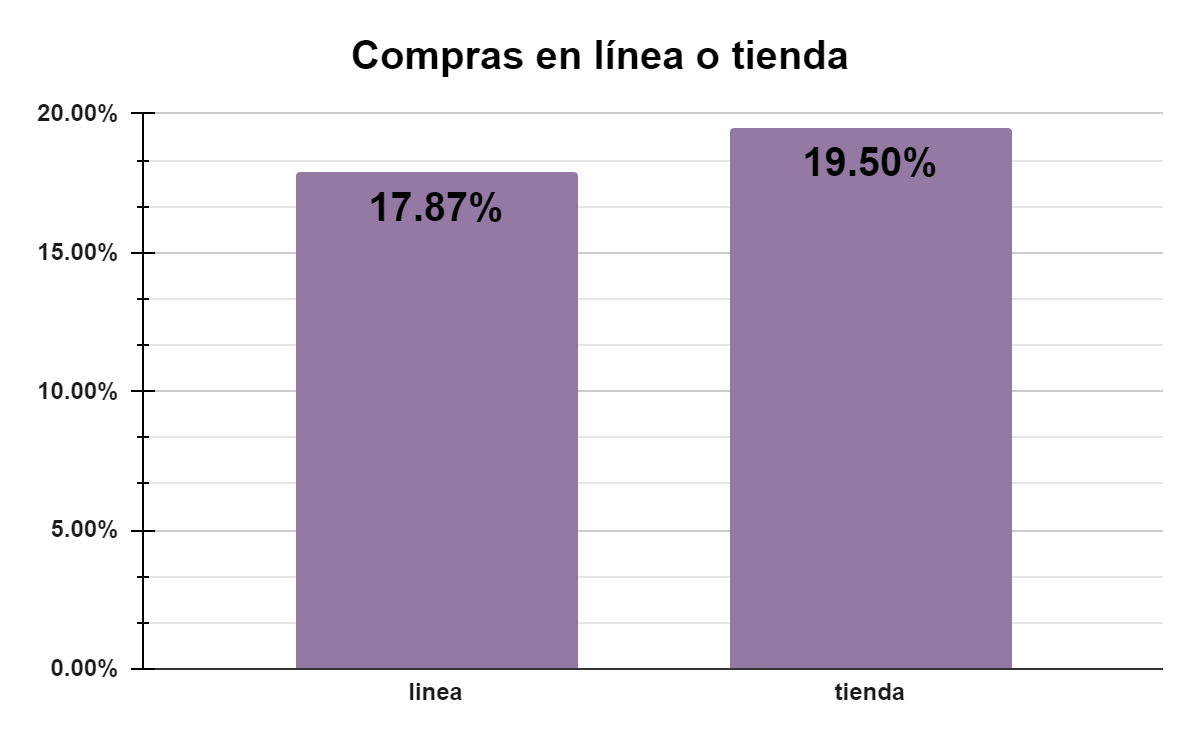 Compras en línea o tienda
20.00%
15.00%
10.00%
5.00%
0.00%
17.87%
19.50%
linea
tienda